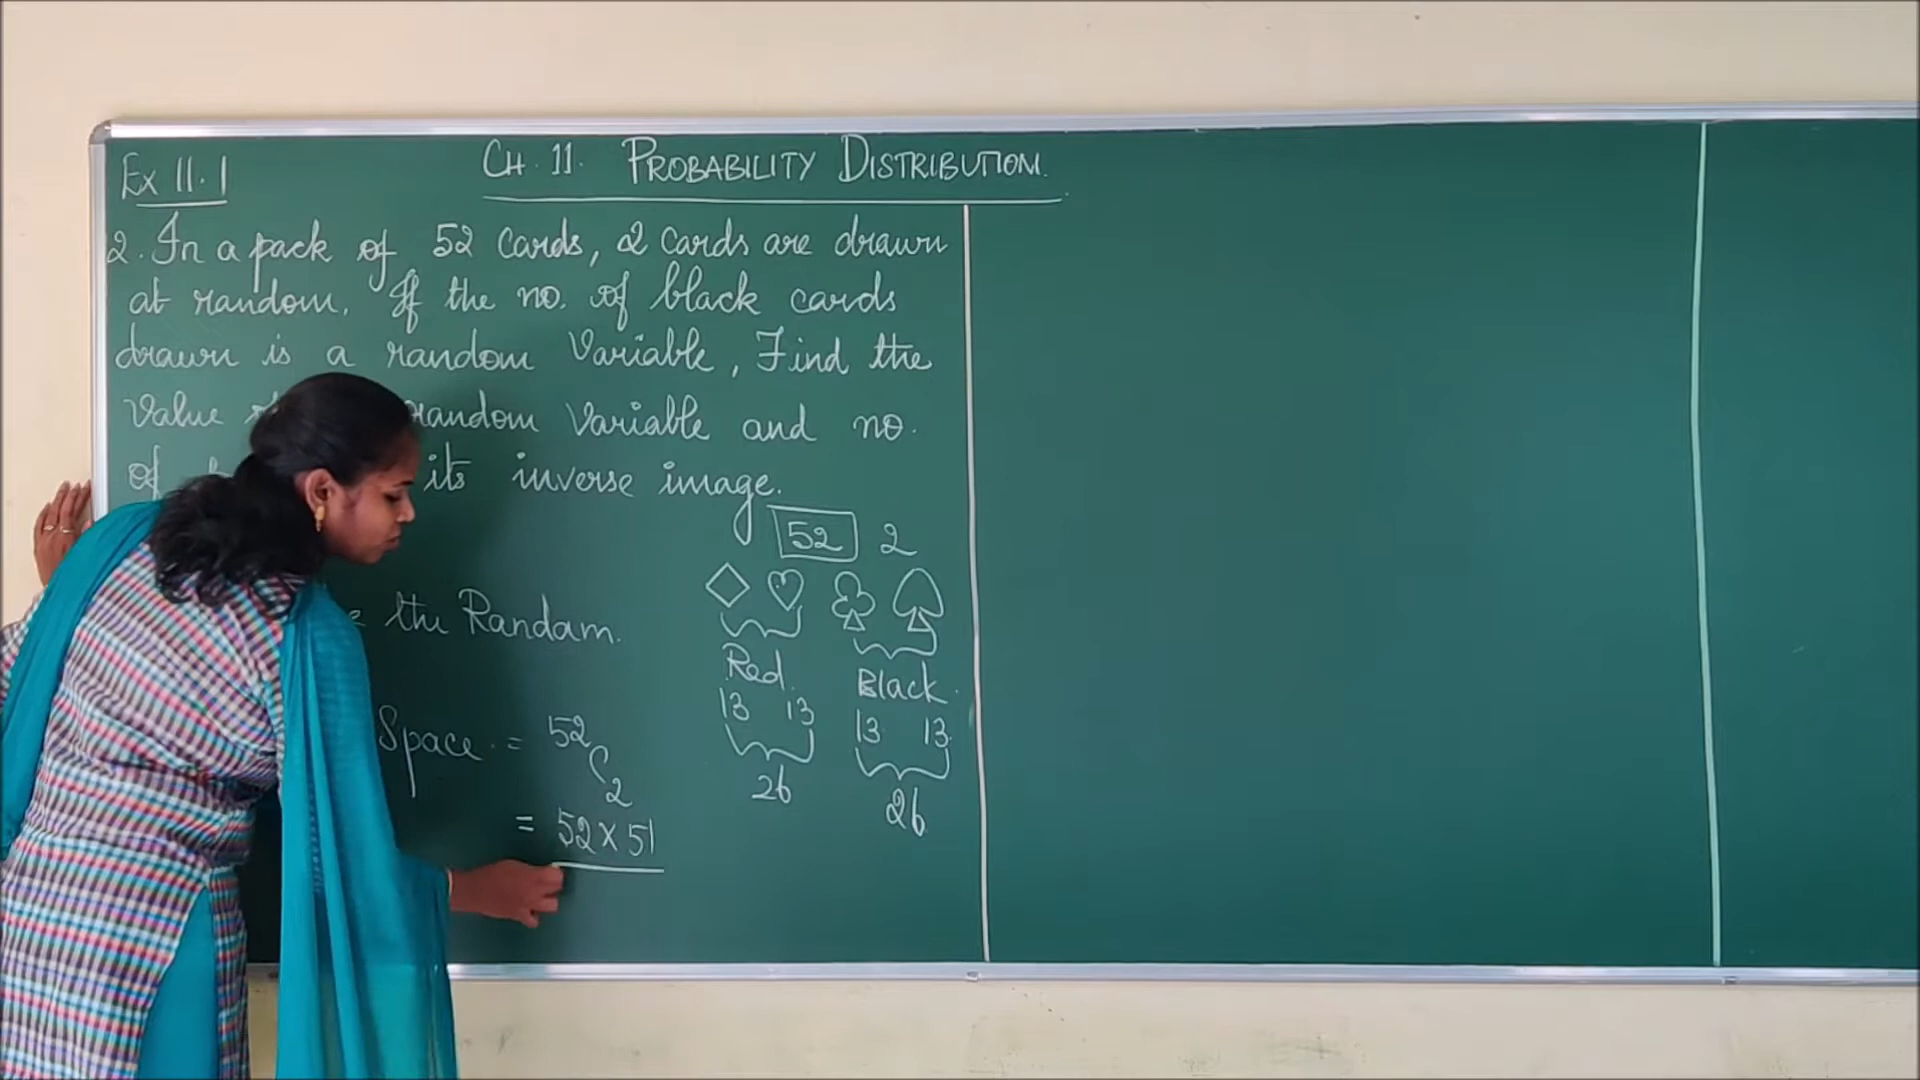 Ex 11.1
CH. 11. PROBABILITY DISTRIBUTION.
2. In a pack of 52 Cards, 2 cards are drawn
at random. If the no. of black cards
drawn is a random Variable, Find the
Value random Variable and no.
of its inverse image.
52 2
the Randam.
Red. Black.
13 13 13 13
26 26
Space = 52C2
= 52 x 51